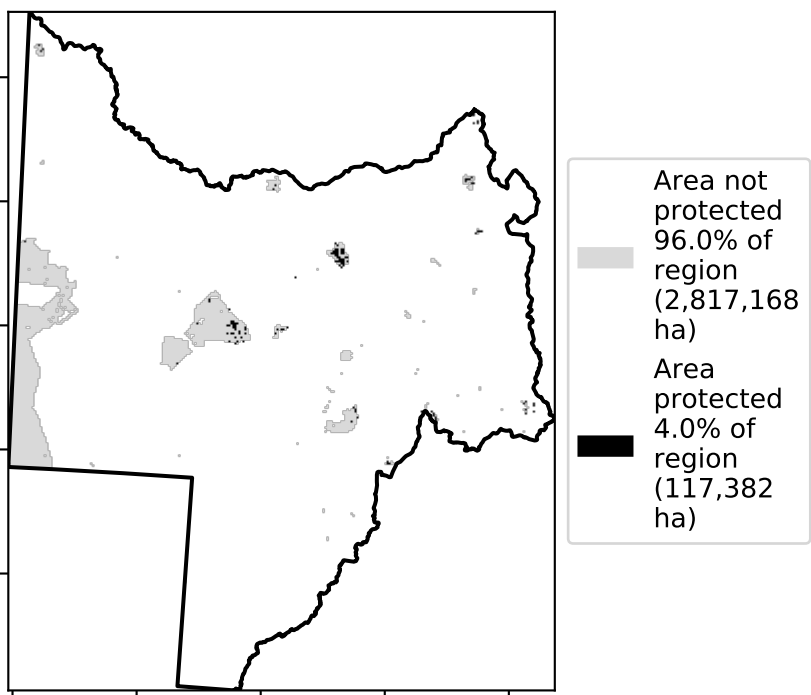 Area not
protected
96.0% of
region
(2,817,168
ha)
Area
protected
4.0% of
region
(117,382
ha)